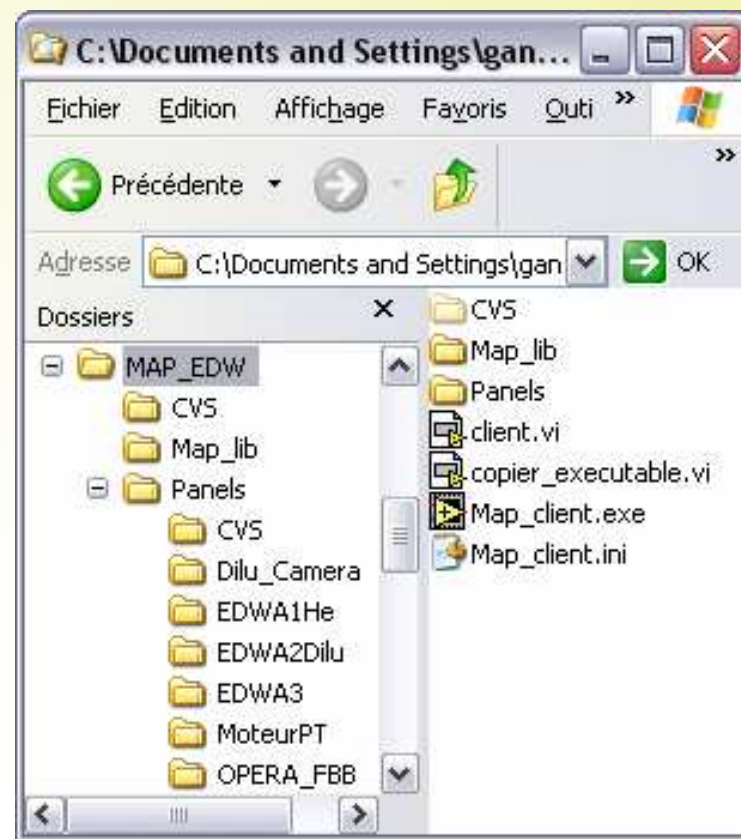 C:\Documents and Settings\gan...
Fichier Edition Affichage Favoris Outi »
Précédente »
Adresse C:\Documents and Settings\gan OK
Dossiers
MAP_EDW
CVS
Map_lib
Panels
CVS
Dilu_Camera
EDWA1He
EDWA2Dilu
EDWA3
MoteurPT
OPERA_FBB
CVS
Map_lib
Panels
client.vi
copier_executable.vi
Map_client.exe
Map_client.ini